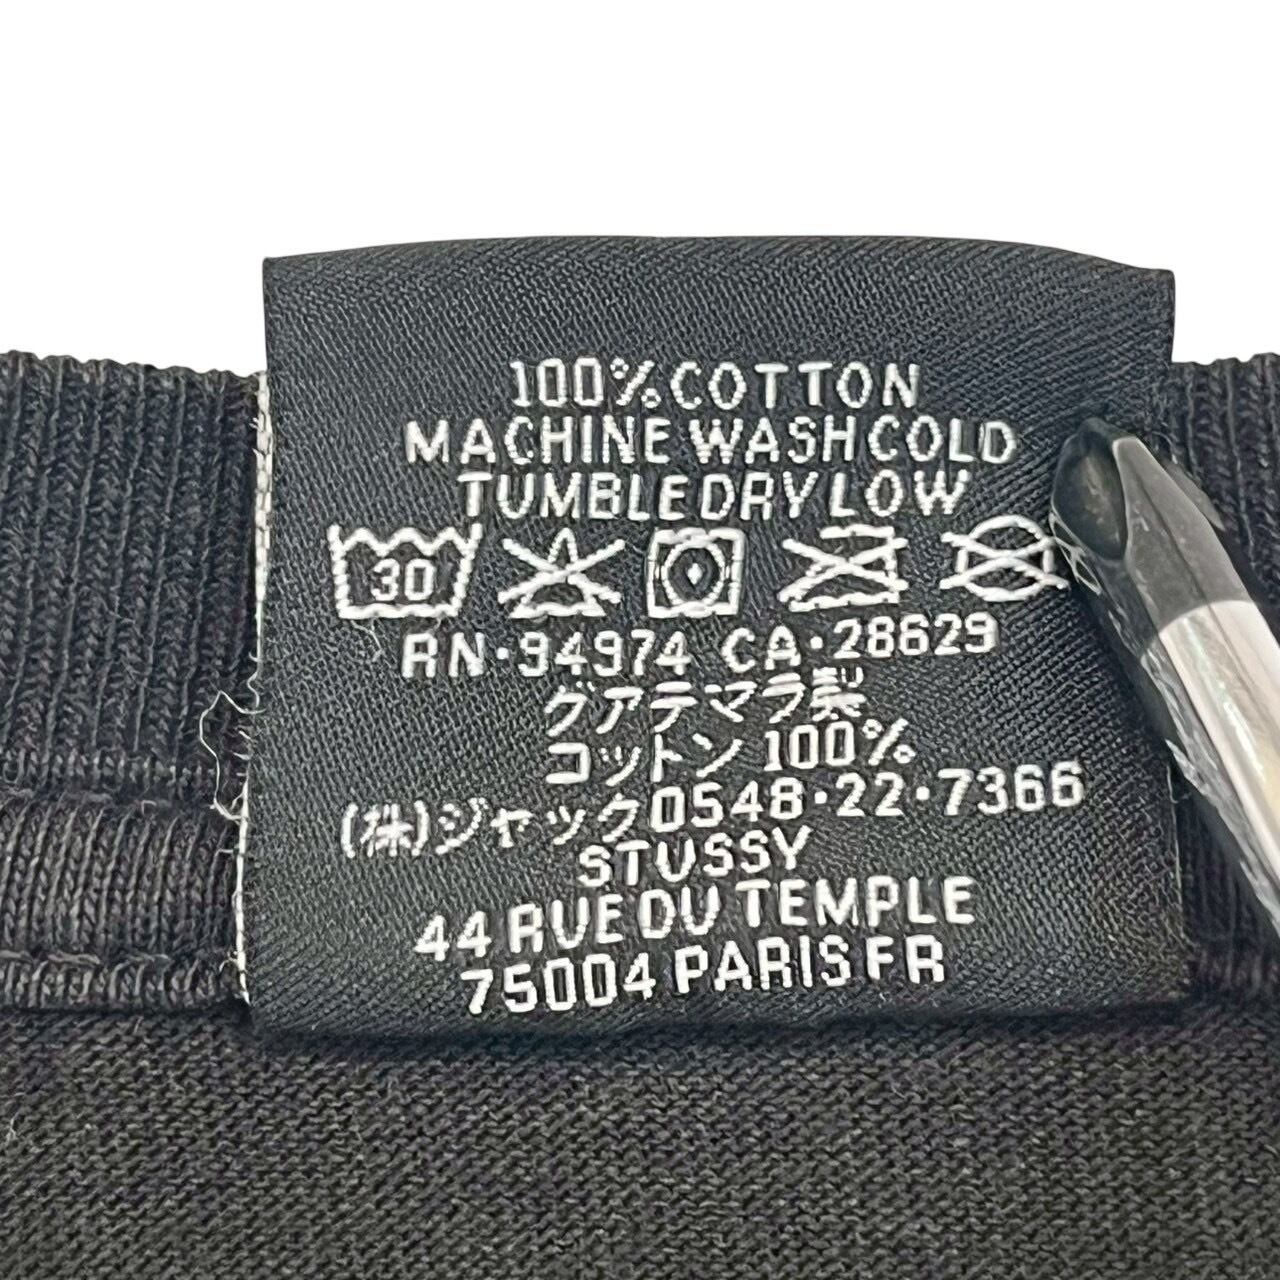 100% COTTON
MACHINE WASH COLD
TUMBLE DRY LOW
30
RN·94974 CA·28629
グアテマラ製
コットン 100%
(株)ジャック0548·22·7366
STUSSY
44 RUE DU TEMPLE
75004 PARIS FR